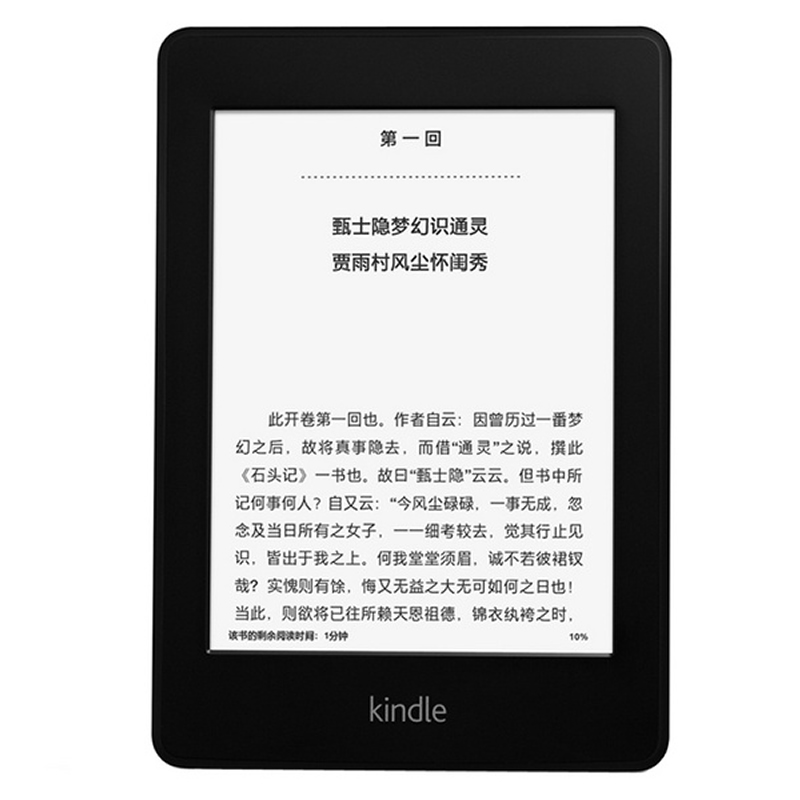 第一回
甄士隐梦幻识通灵
贾雨村风尘怀闺秀
此开卷第一回也。作者自云：因曾历过一番梦
幻之后，故将真事隐去，而借“通灵”之说，撰此
《石头记》一书也。故曰“甄士隐”云云。但书中所
记何事何人？自又云：“今风尘碌碌，一事无成，忽
念及当日所有之女子，一一细考较去，觉其行止见
识，皆出于我之上。何我堂堂须眉，诚不若彼裙钗
哉？实愧则有馀，悔又无益之大无可如何之日也！
当此，则欲将已往所赖天恩祖德，锦衣纨袴之时，
该书的剩余阅读时间：1分钟 10%
kindle